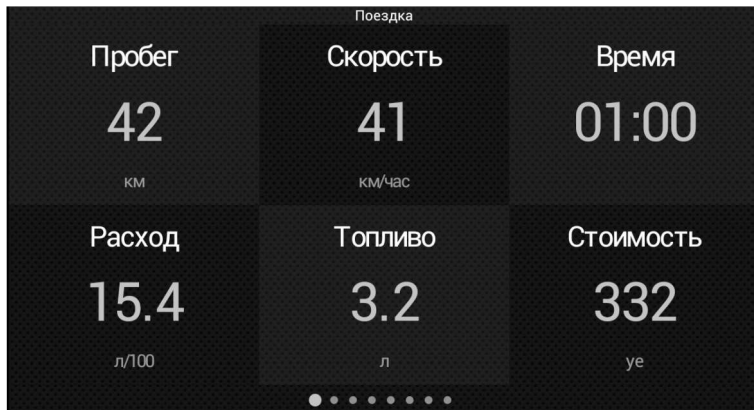 Поездка
Пробег
Скорость
Время
42
41
01:00
км
км/час
Расход
Топливо
Стоимость
15.4
3.2
332
л/100
л
уе